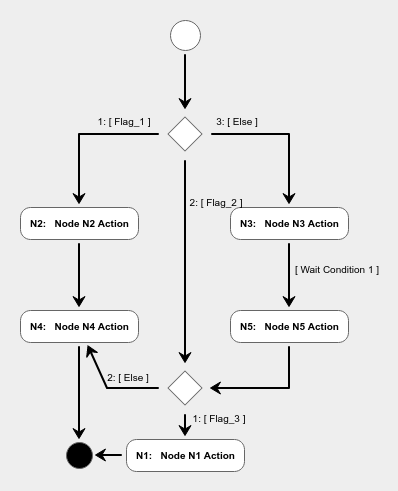 1: [ Flag_1 ]
3: [ Else ]
2: [ Flag_2 ]
N2: Node N2 Action
N3: Node N3 Action
[ Wait Condition 1 ]
N4: Node N4 Action
N5: Node N5 Action
2: [ Else ]
1: [ Flag_3 ]
N1: Node N1 Action